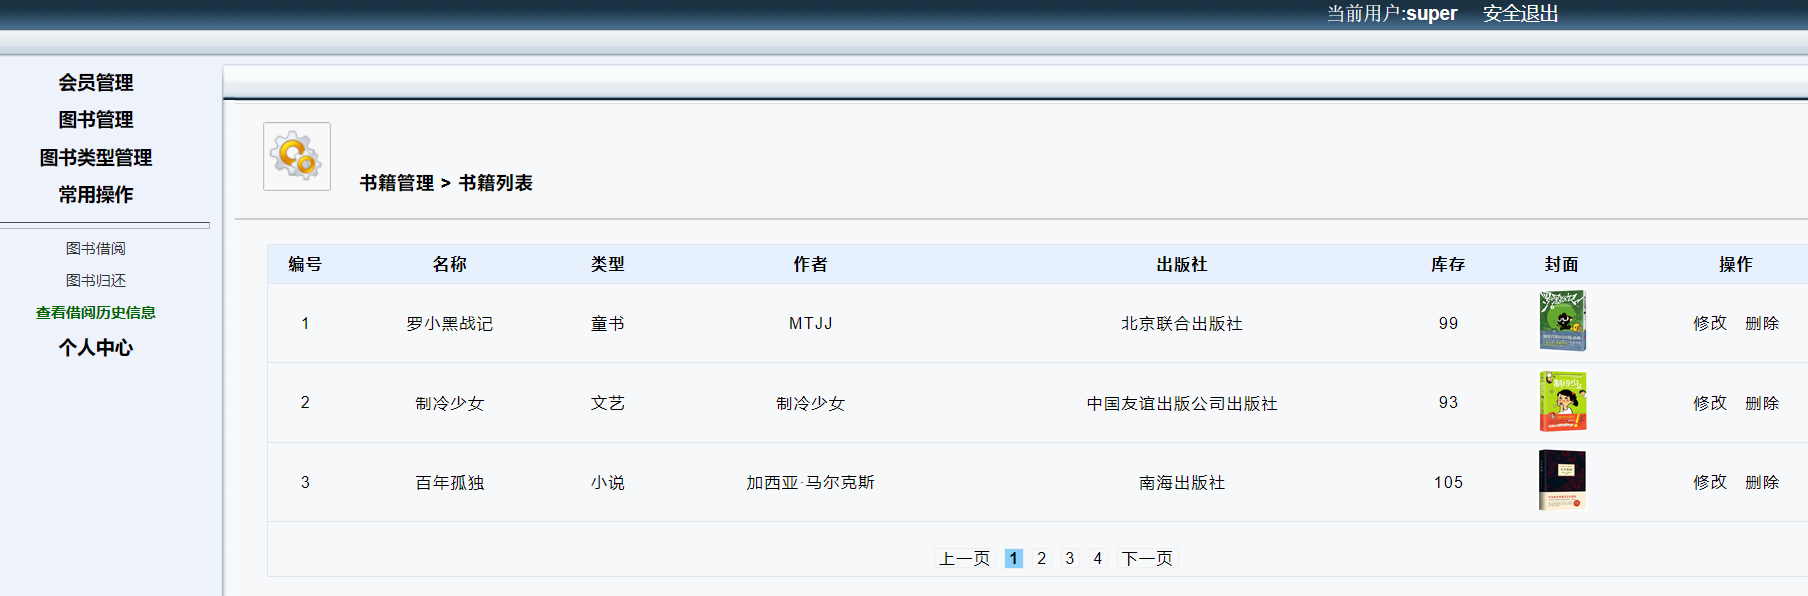 当前用户:super 安全退出
会员管理
图书管理
图书类型管理
常用操作
图书借阅
图书归还
查看借阅历史信息
个人中心
书籍管理 > 书籍列表
编号 名称 类型 作者 出版社 库存 封面 操作
1 罗小黑战记 童书 MTJJ 北京联合出版社 99 修改 删除
2 制冷少女 文艺 制冷少女 中国友谊出版公司出版社 93 修改 删除
3 百年孤独 小说 加西亚·马尔克斯 南海出版社 105 修改 删除
上一页 1 2 3 4 下一页